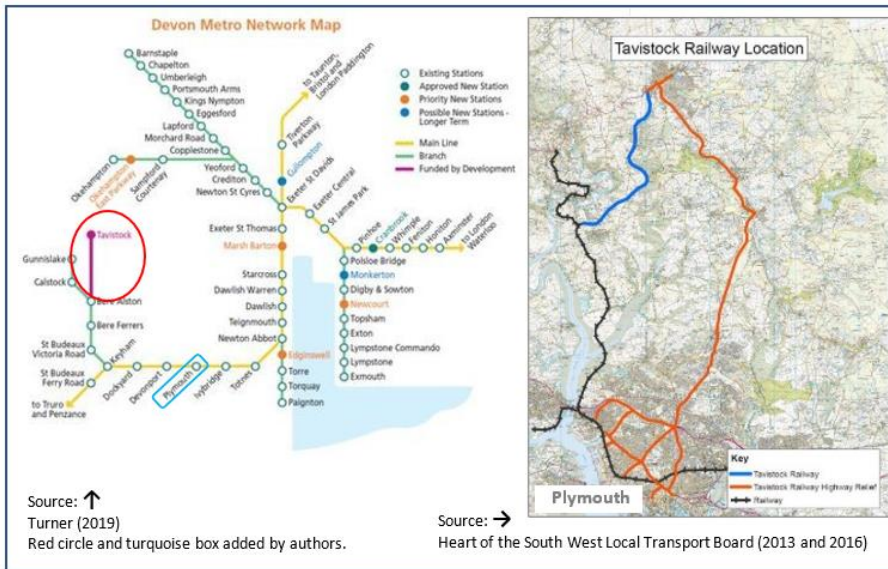 Devon Metro Network Map
Barnstaple
Chapelton
Umberleigh
Portsmouth Arms
Kings Nympton
Eggesford
Lapford
Morchard Road
Copplestone
Yeoford
Crediton
Newton St Cyres
Okehampton
Okehampton
East Parkway
Sampford
Courtenay
to Taunton,
Bristol and
London Paddington
Tiverton
Parkway
Cullompton
Exeter St Davids
Exeter Central
St James Park
Existing Stations
Approved New Station
Priority New Stations
Possible New Stations -
Longer Term
Main Line
Branch
Funded by Development
Exeter St Thomas
Marsh Barton
Starcross
Dawlish Warren
Dawlish
Teignmouth
Newton Abbot
Edginswell
Torre
Torquay
Paignton
Pinhoe
Cranbrook
Whimple
Feniton
Honiton
Axminster
to London
Waterloo
Polsloe Bridge
Monkerton
Digby & Sowton
Newcourt
Topsham
Exton
Lympstone Commando
Lympstone
Exmouth
Tavistock
Gunnislake
Calstock
Bere Alston
Bere Ferrers
St Budeaux
Victoria Road
St Budeaux
Ferry Road
to Truro
and Penzance
Keyham
Dockyard
Devonport
Plymouth
Ivybridge
Totnes
Source: ↑
Turner (2019)
Red circle and turquoise box added by authors.
Tavistock Railway Location
Key
Tavistock Railway
Tavistock Railway Highway Relief
Railway
Plymouth
Source: →
Heart of the South West Local Transport Board (2013 and 2016)